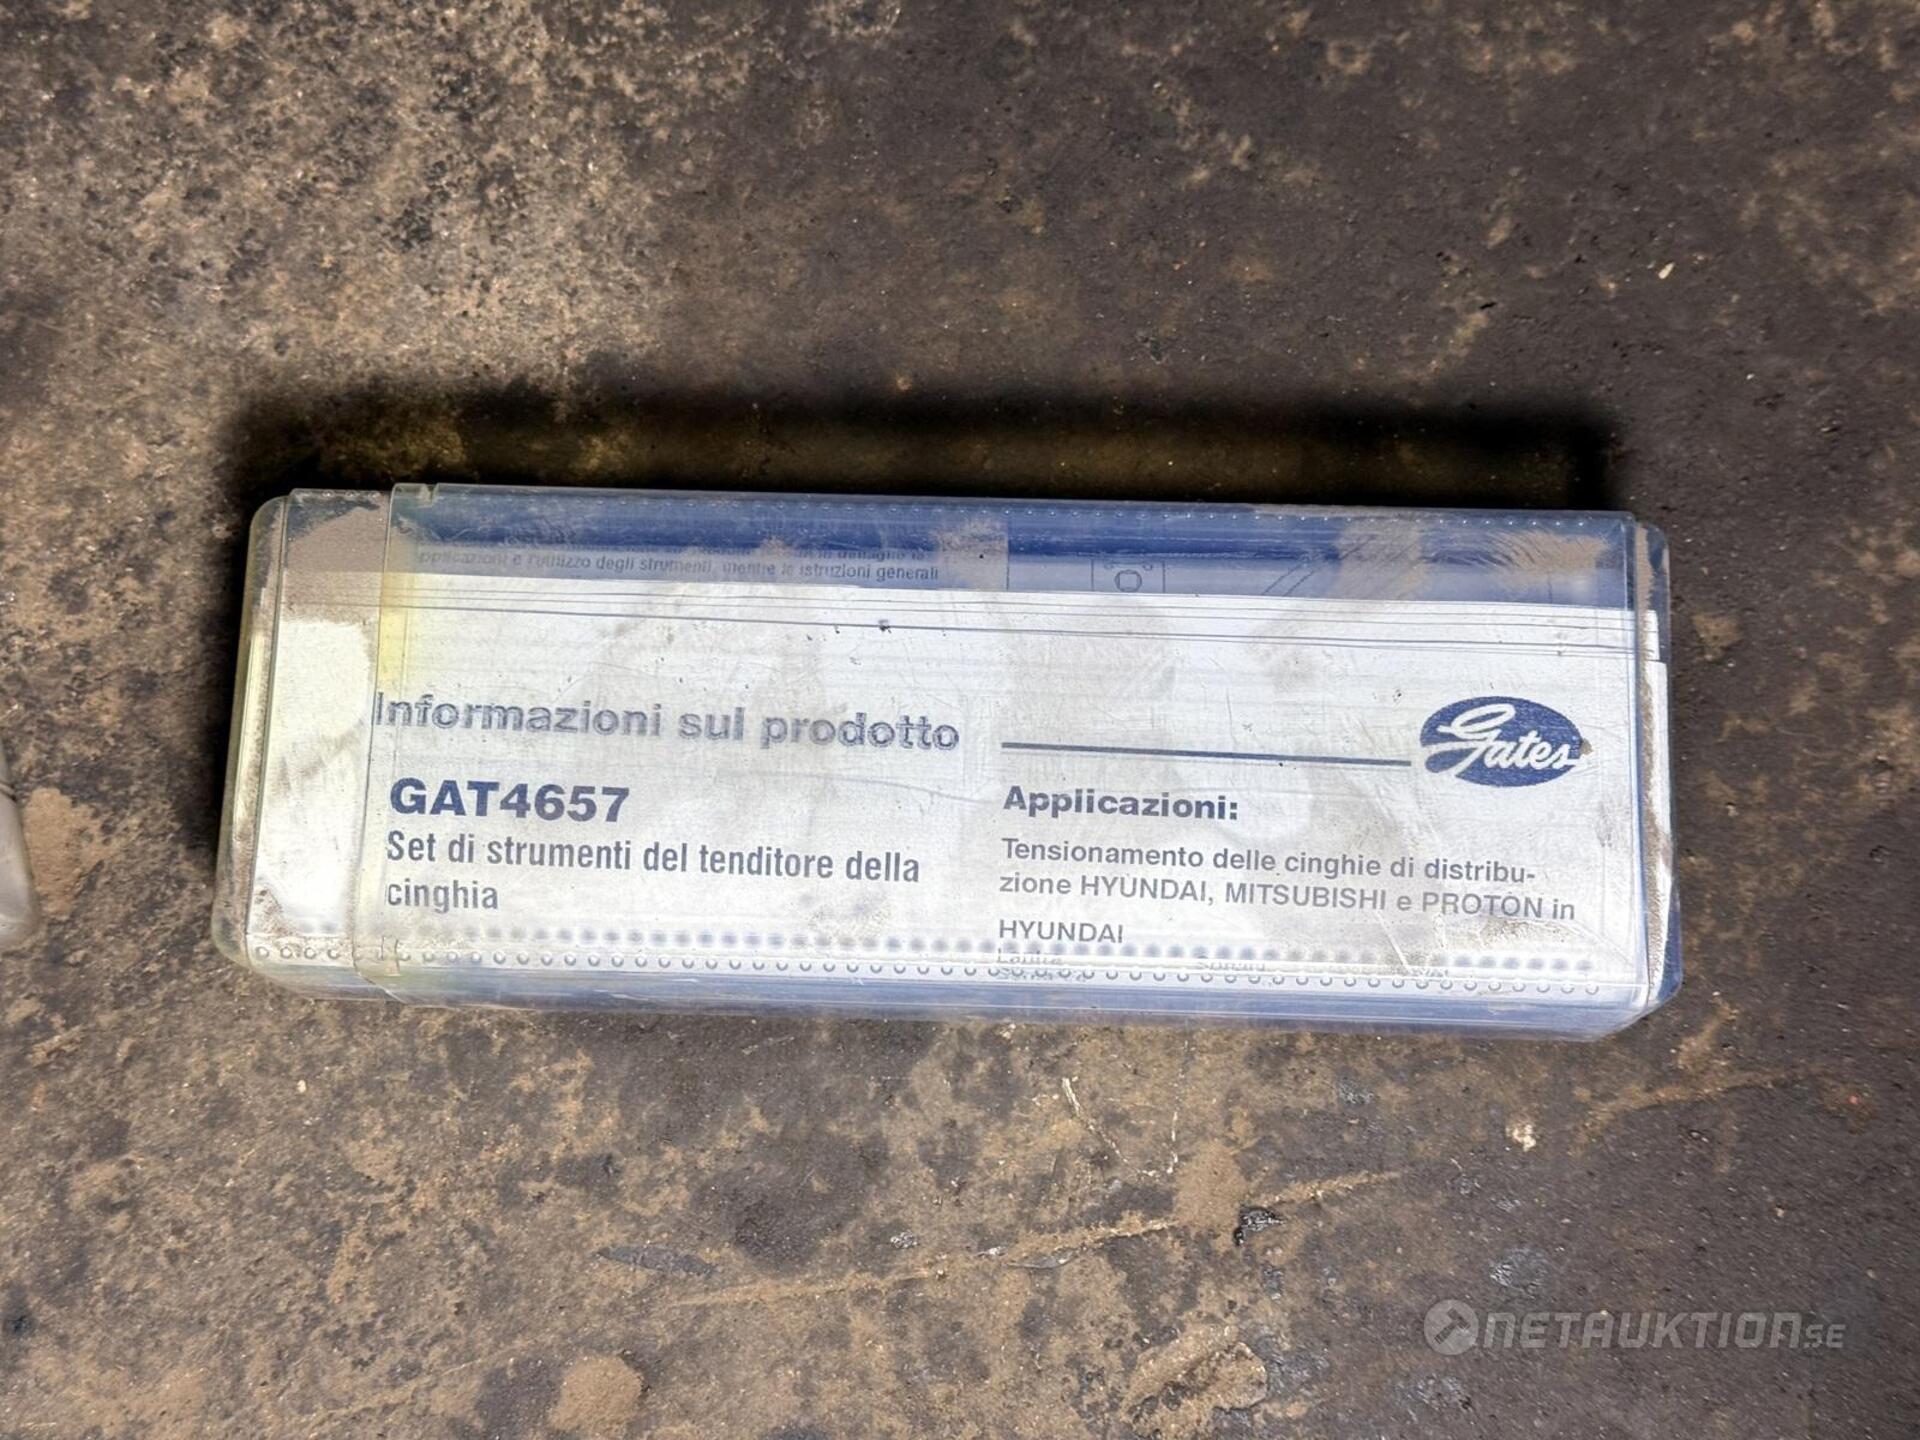 applicazioni e l'utilizzo degli strumenti, mentre le istruzioni generali
Informazioni sul prodotto
Gates
GAT4657
Set di strumenti del tenditore della
cinghia
Applicazioni:
Tensionamento delle cinghie di distribu-
zione HYUNDAI, MITSUBISHI e PROTON in
HYUNDAI
NETAUKTION.SE